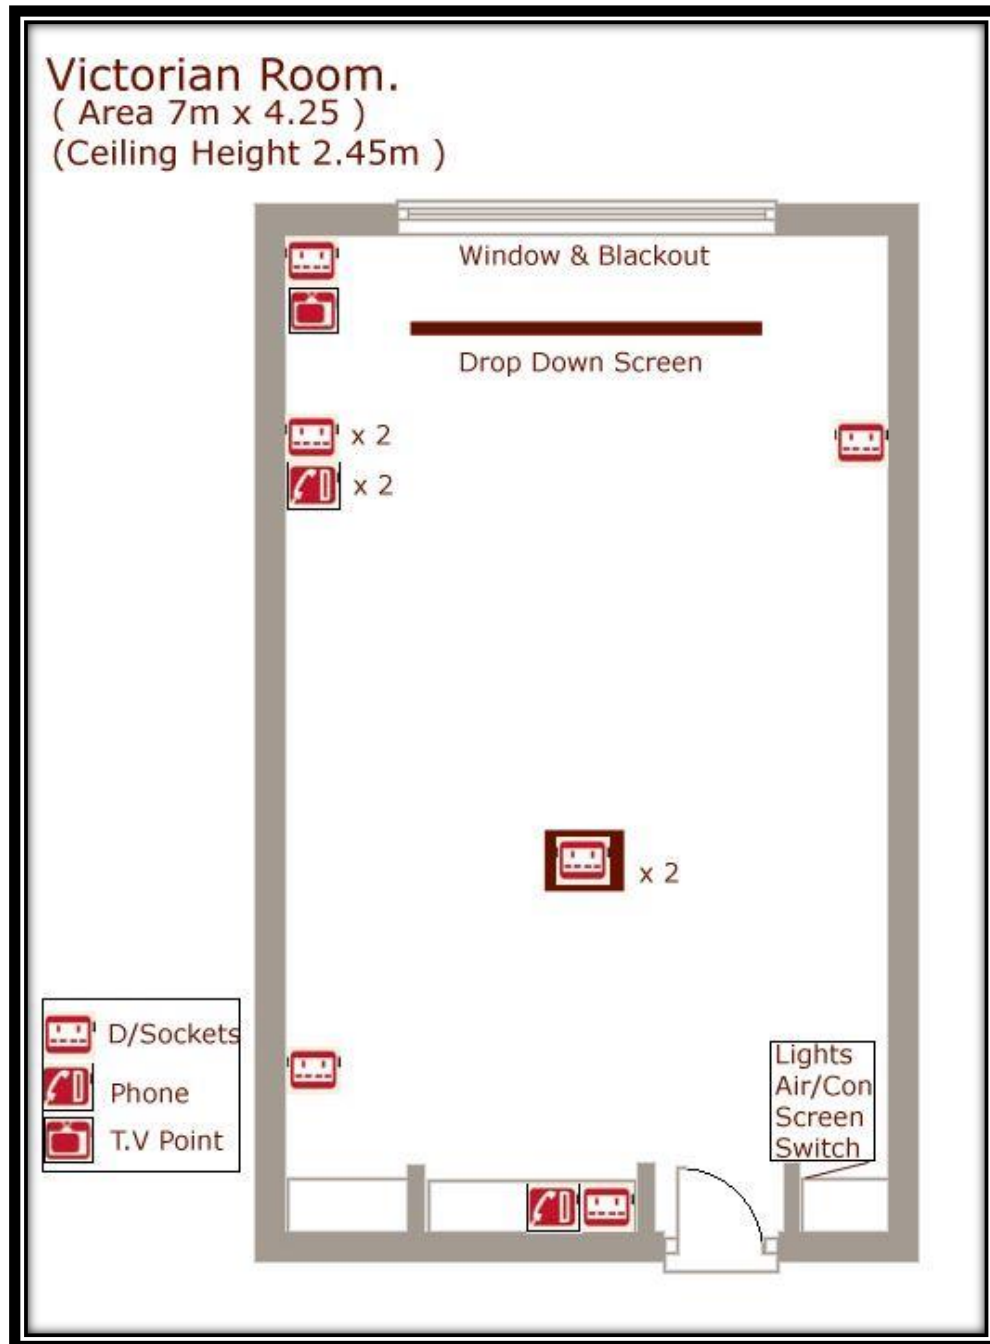 Victorian Room.
( Area 7m x 4.25 )
(Ceiling Height 2.45m )
Window & Blackout
Drop Down Screen
x 2
x 2
x 2
D/Sockets
Phone
T.V Point
Lights
Air/Con
Screen
Switch